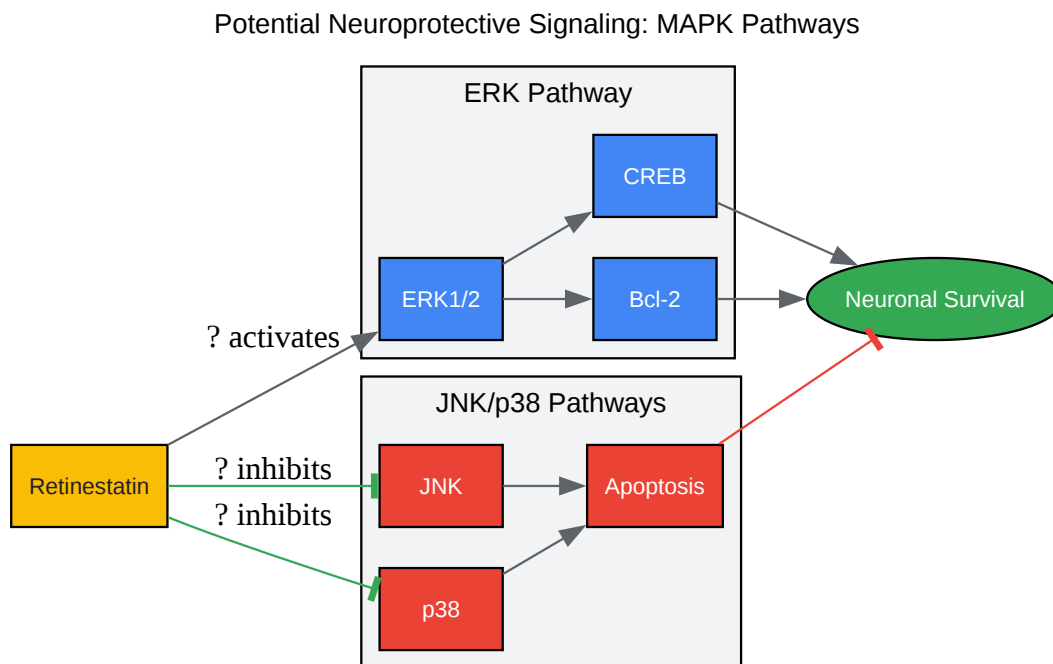 Potential Neuroprotective Signaling: MAPK Pathways
ERK Pathway
CREB
ERK1/2
Bcl-2
Neuronal Survival
? activates
JNK/p38 Pathways
Retinestatin
? inhibits
JNK
Apoptosis
? inhibits
p38